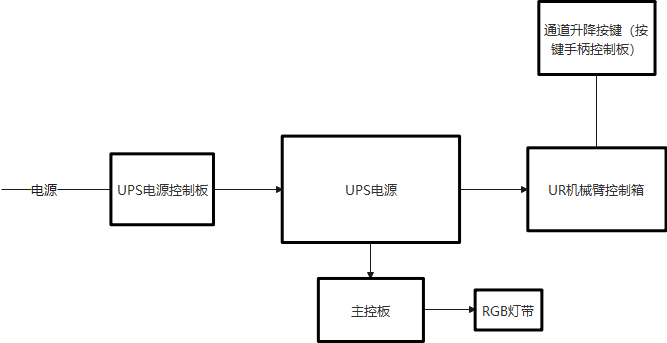 通道升降按键（按
键手柄控制板）
电源
UPS电源控制板
UPS电源
UR机械臂控制箱
主控板
RGB灯带